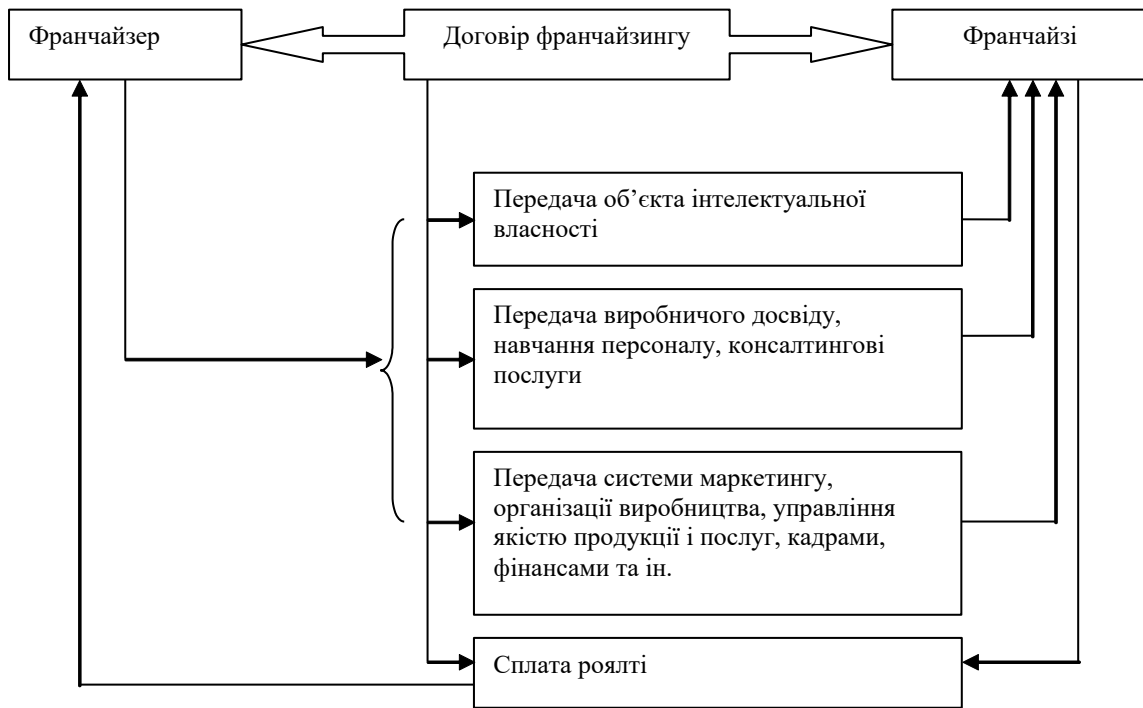 Франчайзер
Договір франчайзингу
Франчайзі
Передача об’єкта інтелектуальної
власності
Передача виробничого досвіду,
навчання персоналу, консалтингові
послуги
Передача системи маркетингу,
організації виробництва, управління
якістю продукції і послуг, кадрами,
фінансами та ін.
Сплата роялті